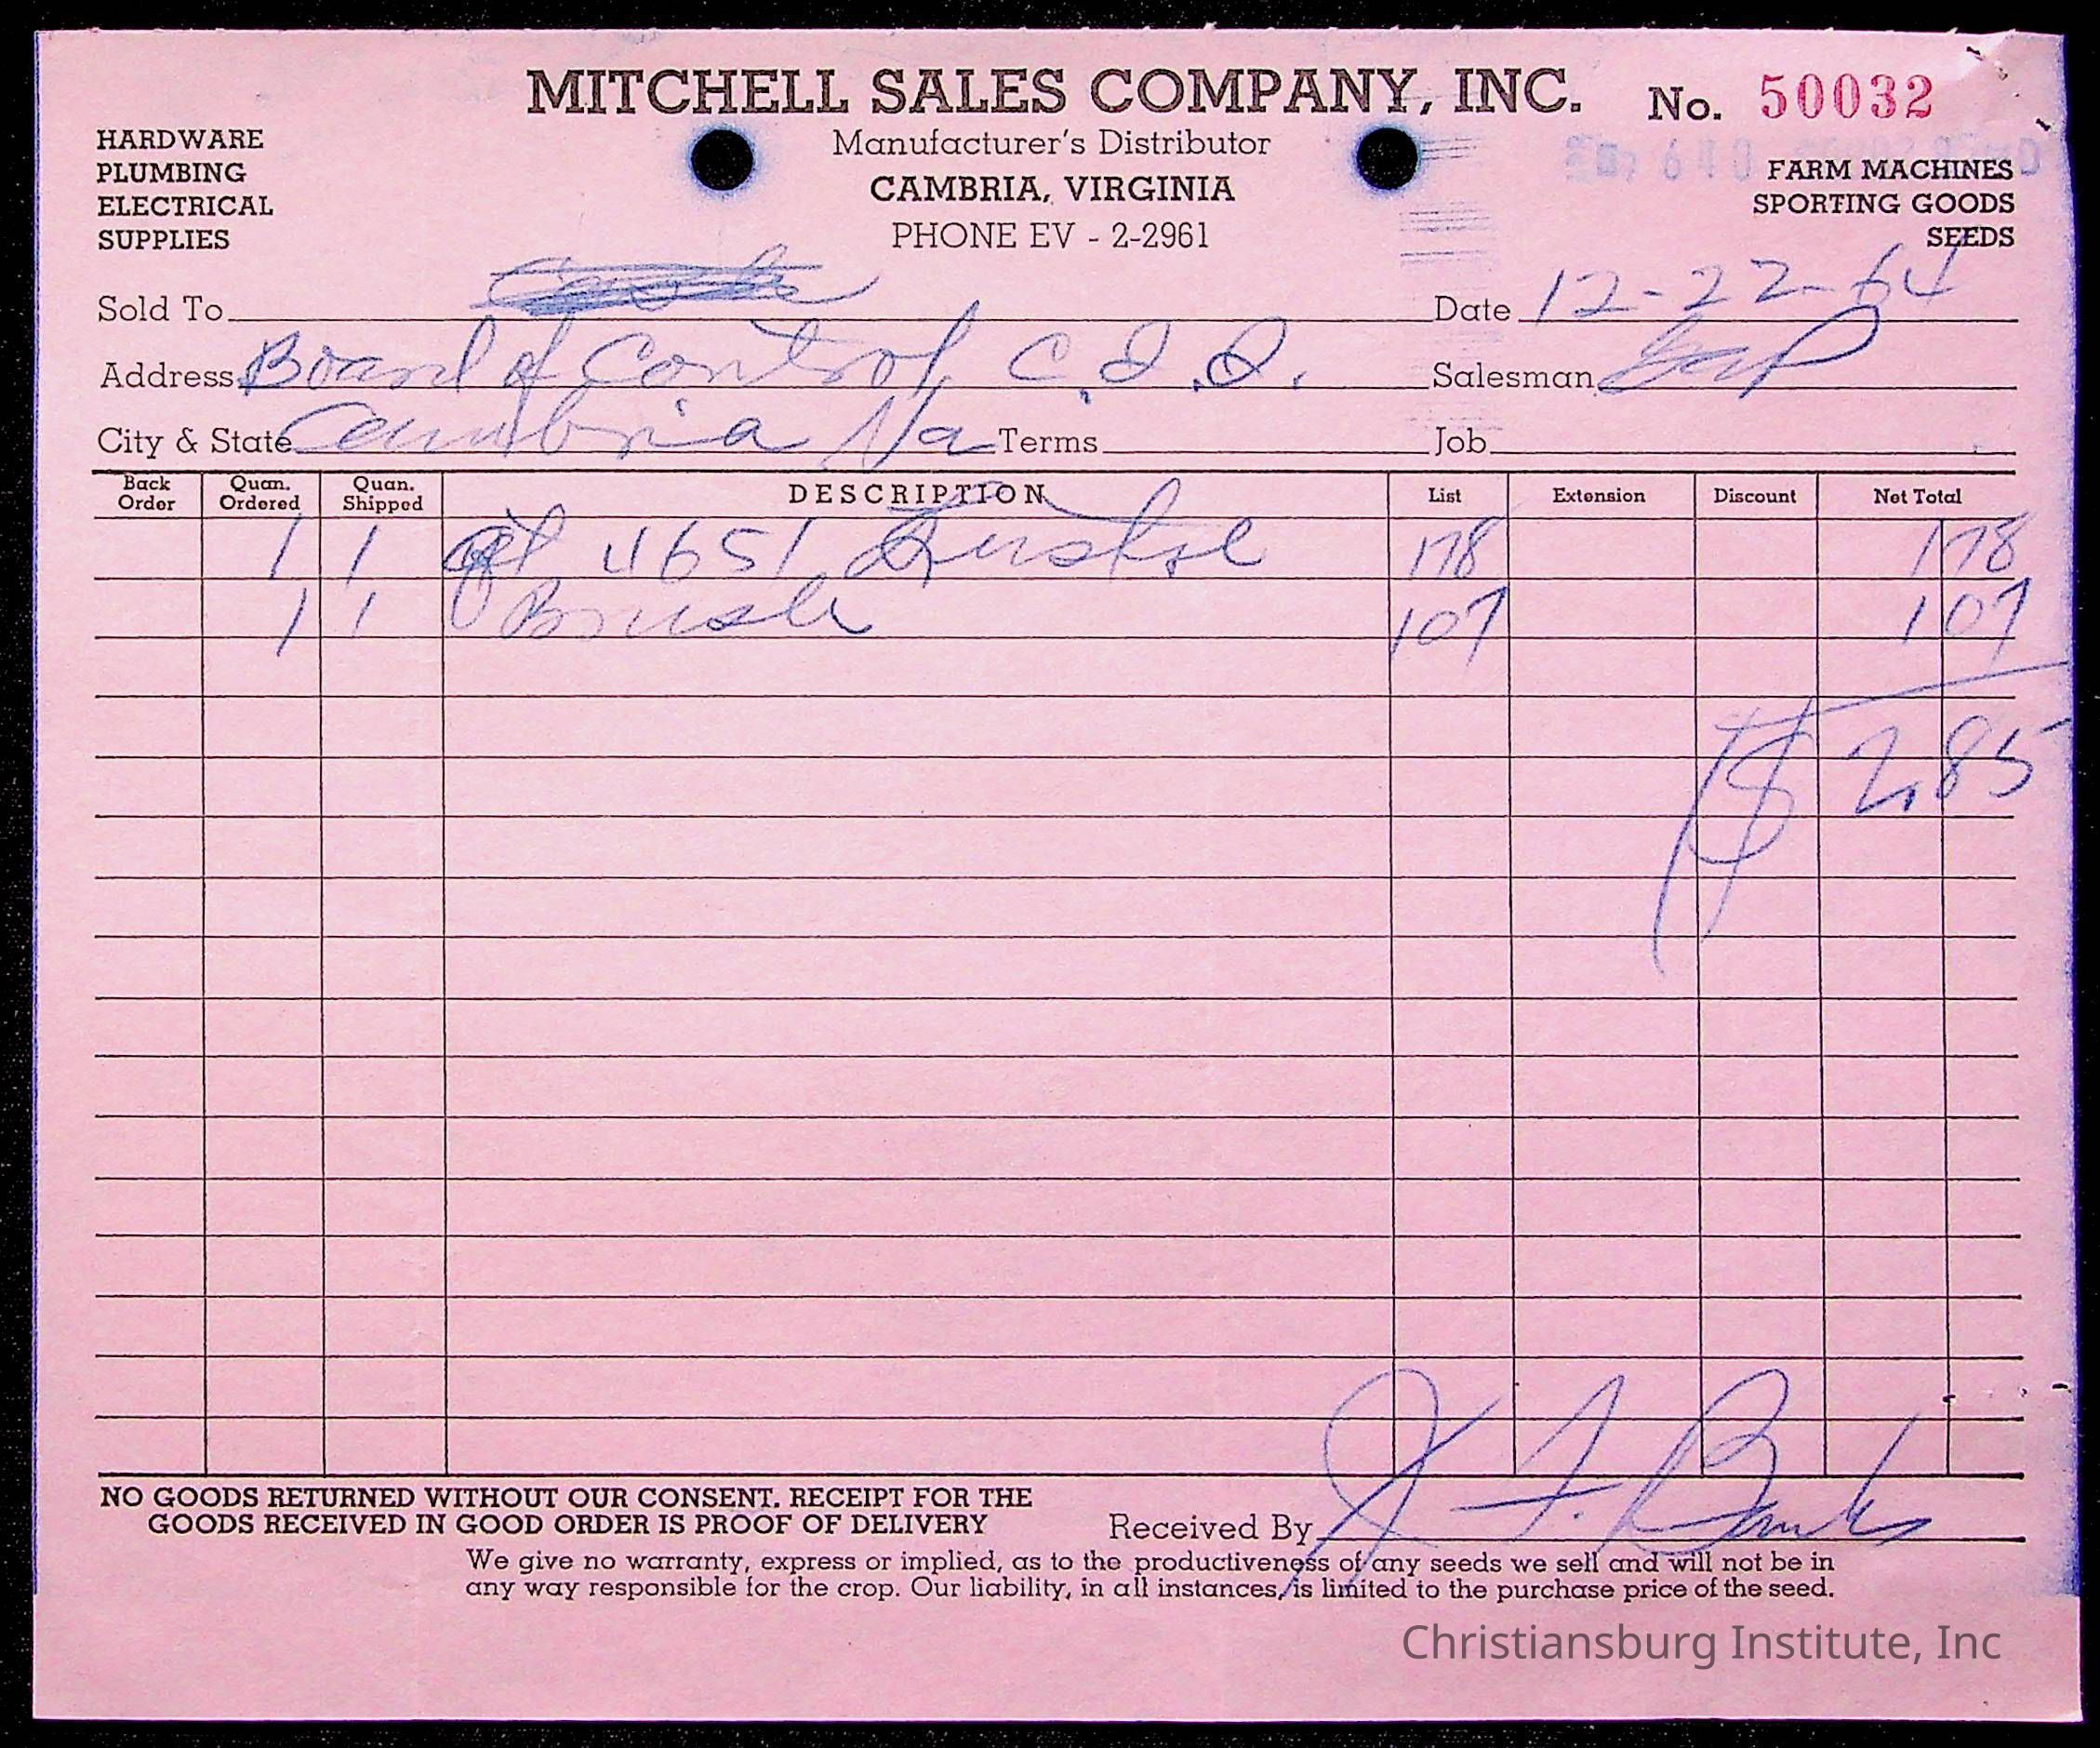 MITCHELL SALES COMPANY, INC.
No. 50032
HARDWARE
PLUMBING
ELECTRICAL
SUPPLIES
Manufacturer's Distributor
CAMBRIA, VIRGINIA
PHONE EV - 2-2961
FARM MACHINES
SPORTING GOODS
SEEDS
Sold To
Date 12-22-64
Address Board of Control, C. I. I.
Salesman
City & State Cambria Va Terms
Job
Back Order Quan. Ordered Quan. Shipped DESCRIPTION List Extension Discount Net Total
1 1 qt 4651 178 178
1 1 Brush 107 107
$ 2.85
NO GOODS RETURNED WITHOUT OUR CONSENT. RECEIPT FOR THE
GOODS RECEIVED IN GOOD ORDER IS PROOF OF DELIVERY
Received By F. Banks
We give no warranty, express or implied, as to the productiveness of any seeds we sell and will not be in
any way responsible for the crop. Our liability, in all instances, is limited to the purchase price of the seed.
Christiansburg Institute, Inc